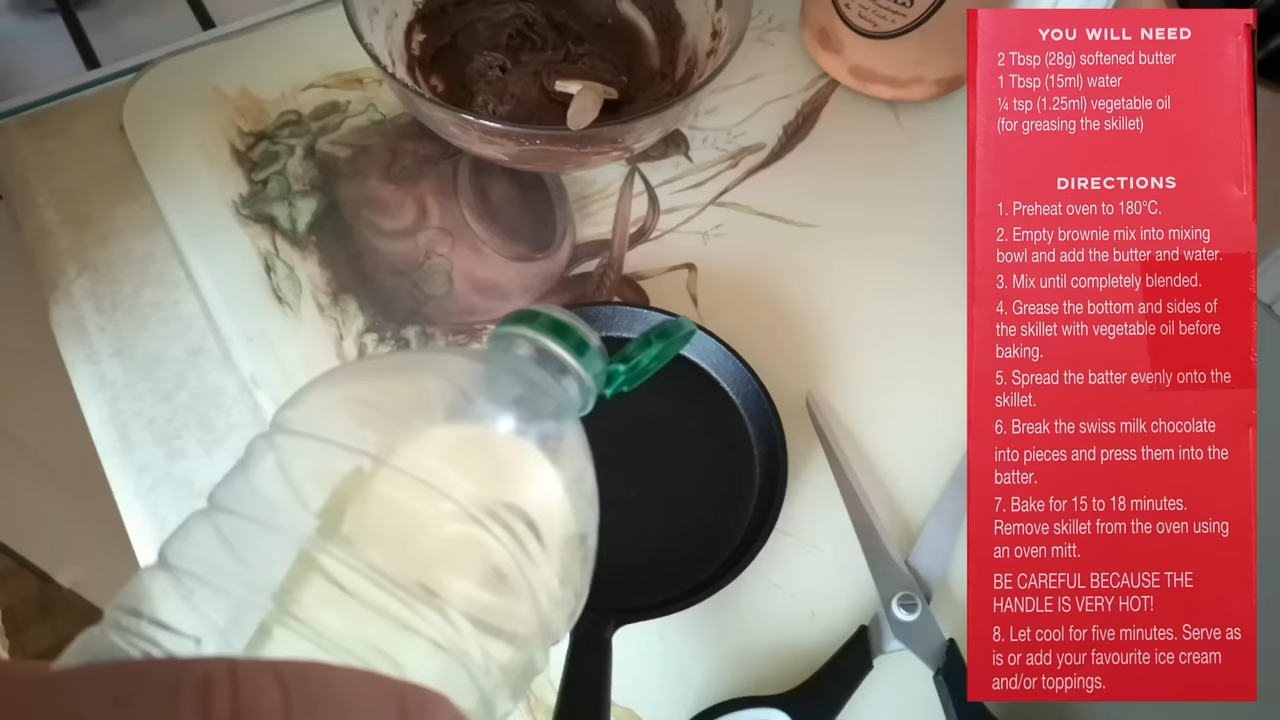 YOU WILL NEED
2 Tbsp (28g) softened butter
1 Tbsp (15ml) water
¼ tsp (1.25ml) vegetable oil
(for greasing the skillet)
DIRECTIONS
1. Preheat oven to 180°C.
2. Empty brownie mix into mixing
bowl and add the butter and water.
3. Mix until completely blended.
4. Grease the bottom and sides of
the skillet with vegetable oil before
baking.
5. Spread the batter evenly onto the
skillet.
6. Break the swiss milk chocolate
into pieces and press them into the
batter.
7. Bake for 15 to 18 minutes.
Remove skillet from the oven using
an oven mitt.
BE CAREFUL BECAUSE THE
HANDLE IS VERY HOT!
8. Let cool for five minutes. Serve as
is or add your favourite ice cream
and/or toppings.